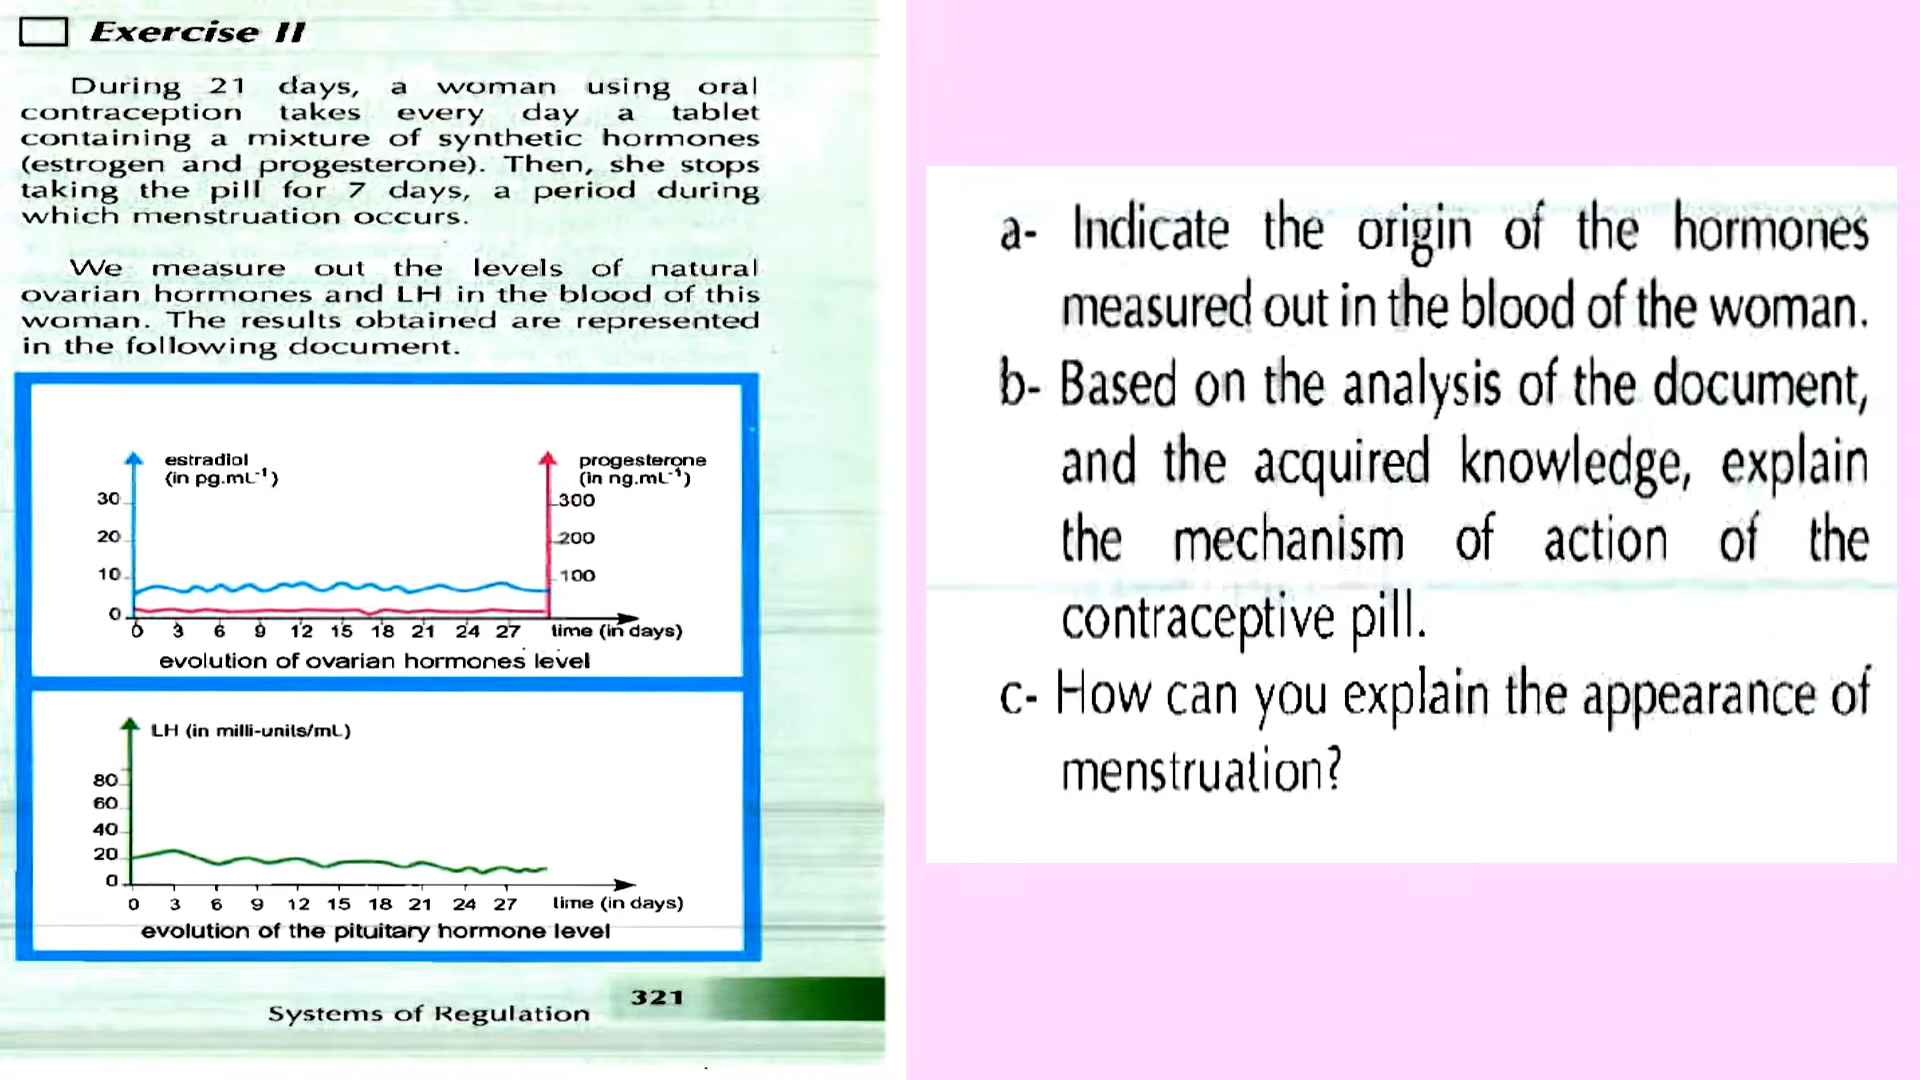 Exercise II
During 21 days, a woman using oral
contraception takes every day a tablet
containing a mixture of synthetic hormones
(estrogen and progesterone). Then, she stops
taking the pill for 7 days, a period during
which menstruation occurs.
We measure out the levels of natural
ovarian hormones and LH in the blood of this
woman. The results obtained are represented
in the following document.
estradiol
(in pg.mL⁻¹)
progesterone
(in ng.mL⁻¹)
30
20
10
0
300
200
100
0 3 6 9 12 15 18 21 24 27 time (in days)
evolution of ovarian hormones level
LH (in milli-units/mL)
80
60
40
20
0
0 3 6 9 12 15 18 21 24 27 time (in days)
evolution of the pituitary hormone level
321
Systems of Regulation
a- Indicate the origin of the hormones
measured out in the blood of the woman.
b- Based on the analysis of the document,
and the acquired knowledge, explain
the mechanism of action of the
contraceptive pill.
c- How can you explain the appearance of
menstruation?